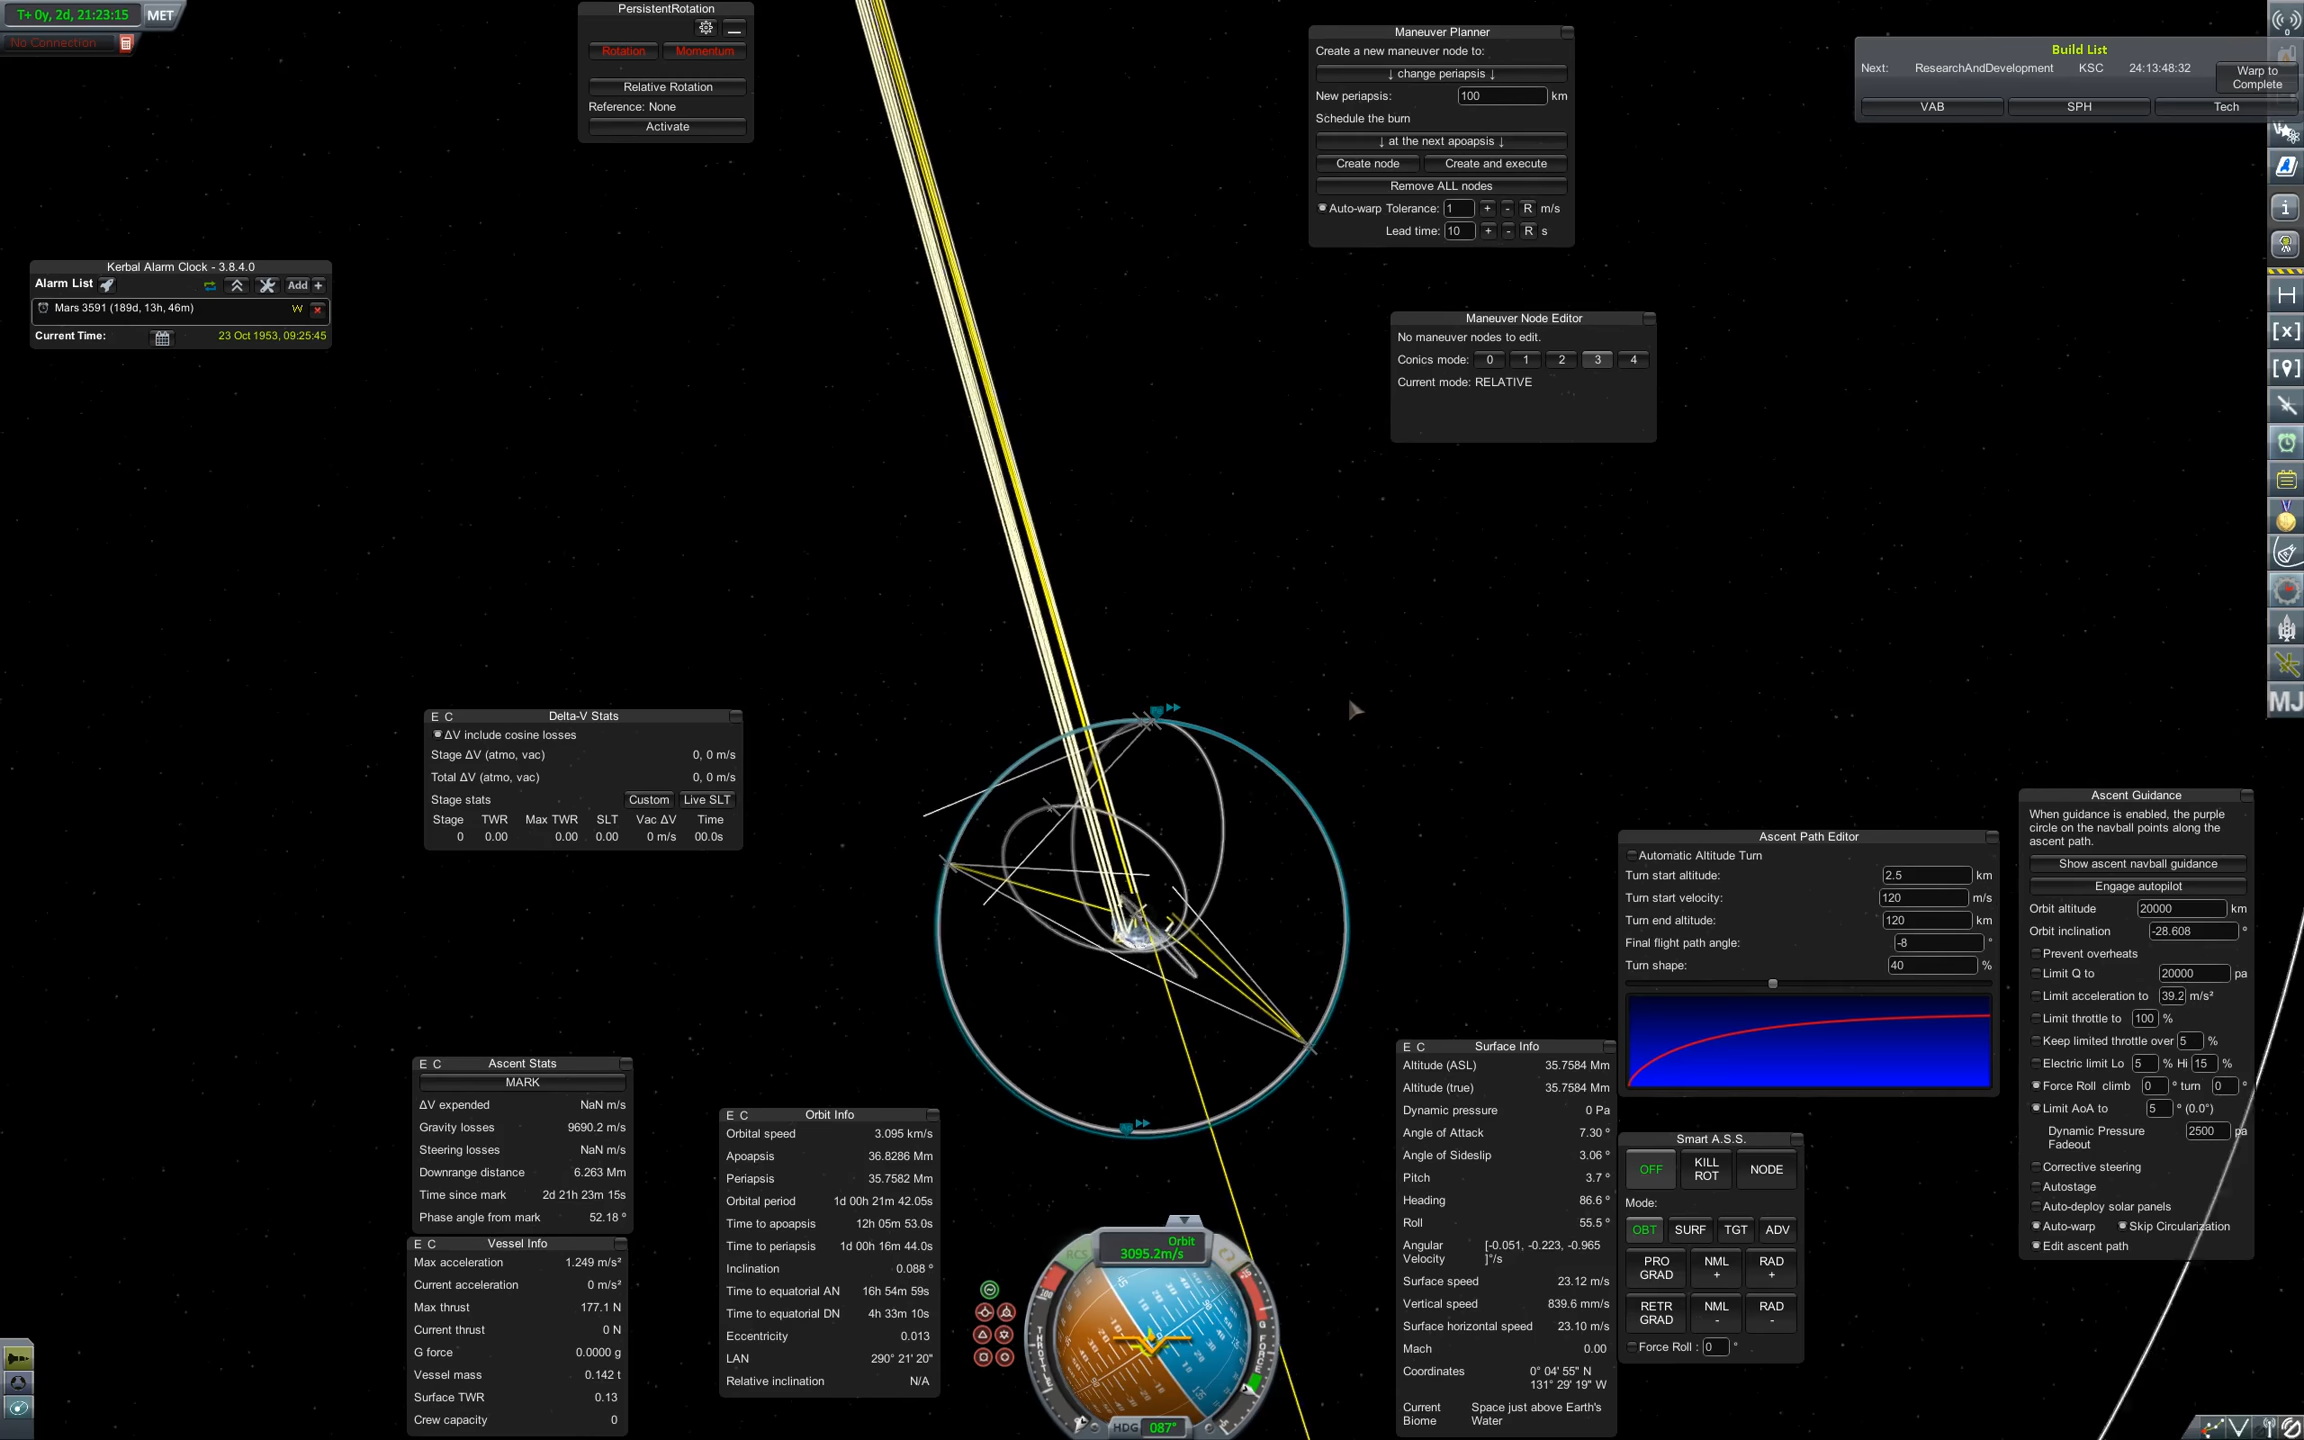 T+ 0y, 2d, 21:23:15 MET
No Connection
PersistentRotation
Rotation Momentum
Relative Rotation
Reference: None
Activate
Maneuver Planner
Create a new maneuver node to:
↓ change periapsis ↓
New periapsis: 100 km
Schedule the burn
↓ at the next apoapsis ↓
Create node Create and execute
Remove ALL nodes
Auto-warp Tolerance: 1 + - R m/s
Lead time: 10 + - R s
Build List
Next: ResearchAndDevelopment KSC 24:13:48:32 Warp to Complete
VAB SPH Tech
Kerbal Alarm Clock - 3.8.4.0
Alarm List Add +
Mars 3591 (189d, 13h, 46m) W
Current Time: 23 Oct 1953, 09:25:45
Maneuver Node Editor
No maneuver nodes to edit.
Conics mode: 0 1 2 3 4
Current mode: RELATIVE
MJ
E C Delta-V Stats
ΔV include cosine losses
Stage ΔV (atmo, vac) 0, 0 m/s
Total ΔV (atmo, vac) 0, 0 m/s
Stage stats Custom Live SLT
Stage TWR Max TWR SLT Vac ΔV Time
0 0.00 0.00 0.00 0 m/s 00.0s
Ascent Guidance
When guidance is enabled, the purple
circle on the navball points along the
ascent path.
Show ascent navball guidance
Engage autopilot
Orbit altitude 20000 km
Orbit inclination -28.608 °
Prevent overheats
Limit Q to 20000 pa
Limit acceleration to 39.2 m/s²
Limit throttle to 100 %
Keep limited throttle over 5 %
Electric limit Lo 5 % Hi 15 %
Force Roll climb 0 ° turn 0 °
Limit AoA to 5 ° (0.0°)
Dynamic Pressure Fadeout 2500 pa
Corrective steering
Autostage
Auto-deploy solar panels
Auto-warp Skip Circularization
Edit ascent path
Ascent Path Editor
Automatic Altitude Turn
Turn start altitude: 2.5 km
Turn start velocity: 120 m/s
Turn end altitude: 120 km
Final flight path angle: -8 °
Turn shape: 40 %
E C Ascent Stats
MARK
ΔV expended NaN m/s
Gravity losses 9690.2 m/s
Steering losses NaN m/s
Downrange distance 6.263 Mm
Time since mark 2d 21h 23m 15s
Phase angle from mark 52.18 °
E C Vessel Info
Max acceleration 1.249 m/s²
Current acceleration 0 m/s²
Max thrust 177.1 N
Current thrust 0 N
G force 0.0000 g
Vessel mass 0.142 t
Surface TWR 0.13
Crew capacity 0
E C Orbit Info
Orbital speed 3.095 km/s
Apoapsis 36.8286 Mm
Periapsis 35.7582 Mm
Orbital period 1d 00h 21m 42.05s
Time to apoapsis 12h 05m 53.0s
Time to periapsis 1d 00h 16m 44.0s
Inclination 0.088 °
Time to equatorial AN 16h 54m 59s
Time to equatorial DN 4h 33m 10s
Eccentricity 0.013
LAN 290° 21' 20"
Relative inclination N/A
RCS
Orbit
3095.2m/s
THROTTLE
G FORCE
HDG 087°
E C Surface Info
Altitude (ASL) 35.7584 Mm
Altitude (true) 35.7584 Mm
Dynamic pressure 0 Pa
Angle of Attack 7.30 °
Angle of Sideslip 3.06 °
Pitch 3.7 °
Heading 86.6 °
Roll 55.5 °
Angular Velocity [-0.051, -0.223, -0.965 ]°/s
Surface speed 23.12 m/s
Vertical speed 839.6 mm/s
Surface horizontal speed 23.10 m/s
Mach 0.00
Coordinates 0° 04' 55" N
131° 29' 19" W
Current Biome Space just above Earth's Water
Smart A.S.S.
OFF KILL ROT NODE
Mode:
OBT SURF TGT ADV
PRO GRAD NML + RAD +
RETR GRAD NML - RAD -
Force Roll : 0 °